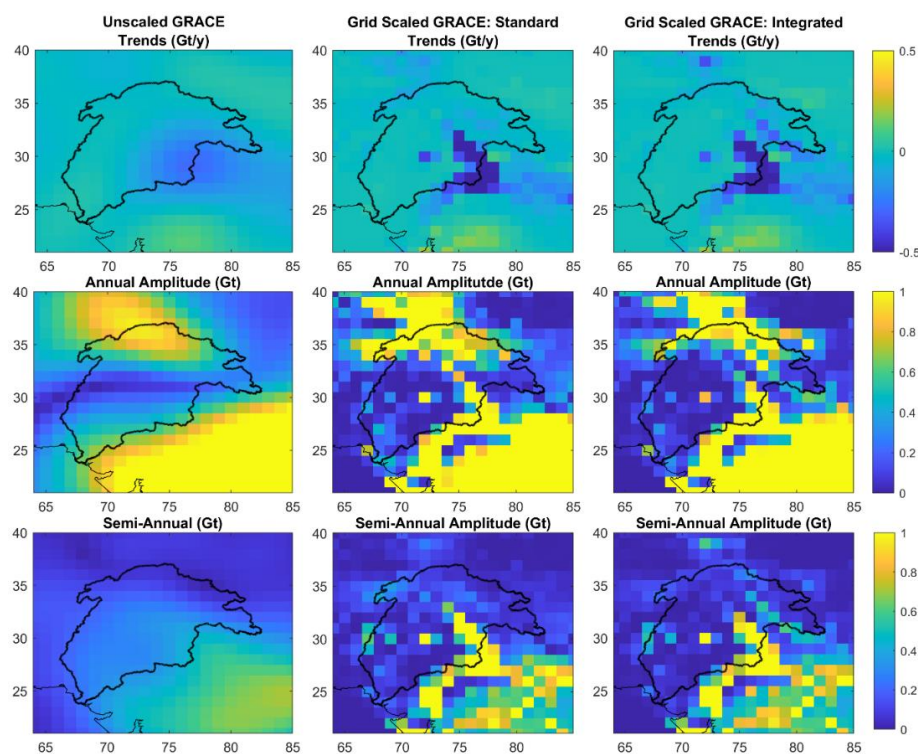 Unscaled GRACE
Trends (Gt/y)
Grid Scaled GRACE: Standard
Trends (Gt/y)
Grid Scaled GRACE: Integrated
Trends (Gt/y)
40
35
30
25
65 70 75 80 85
40
35
30
25
65 70 75 80 85
40
35
30
25
65 70 75 80 85
0.5
0
-0.5
Annual Amplitude (Gt)
Annual Amplitutde (Gt)
Annual Amplitude (Gt)
40
35
30
25
65 70 75 80 85
40
35
30
25
65 70 75 80 85
40
35
30
25
65 70 75 80 85
1
0.8
0.6
0.4
0.2
0
Semi-Annual (Gt)
Semi-Annual Amplitude (Gt)
Semi-Annual Amplitude (Gt)
40
35
30
25
65 70 75 80 85
40
35
30
25
65 70 75 80 85
40
35
30
25
65 70 75 80 85
1
0.8
0.6
0.4
0.2
0